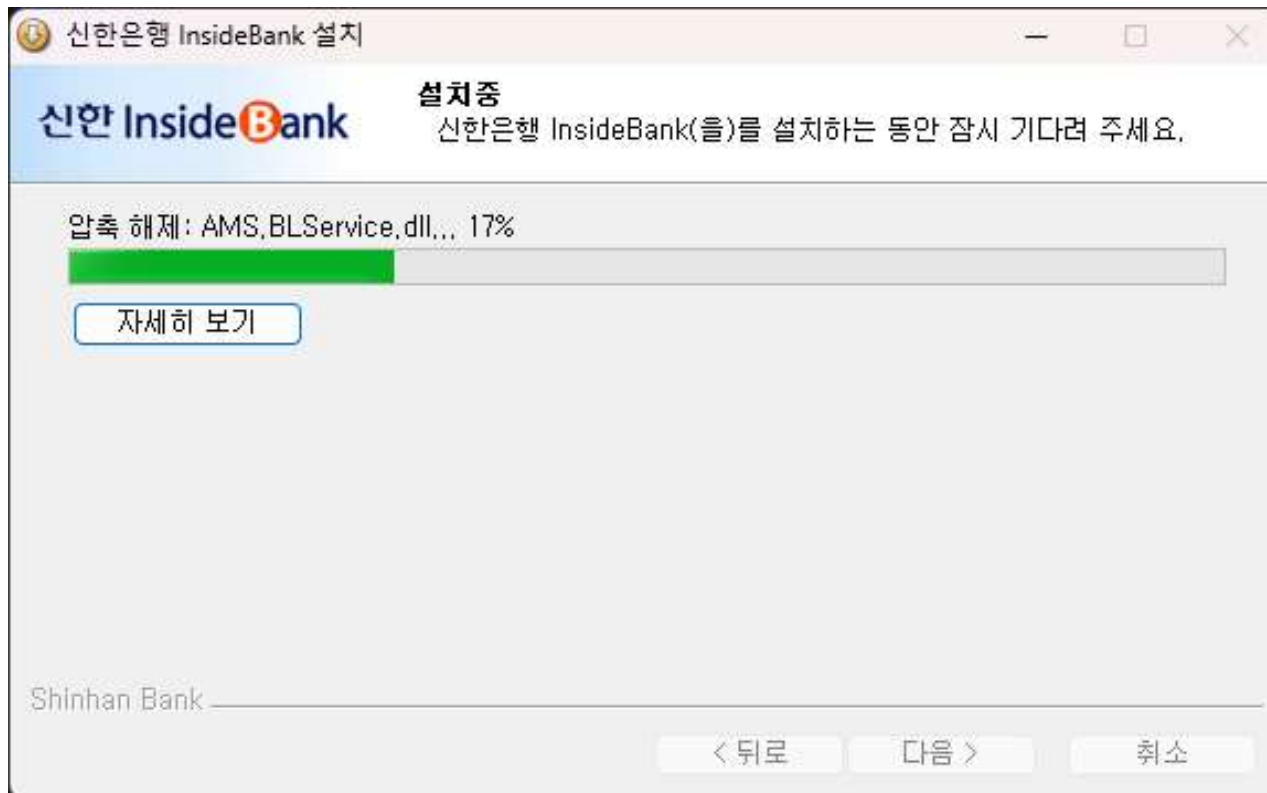 신한은행 InsideBank 설치
신한 InsideBank
설치중
신한은행 InsideBank(을)를 설치하는 동안 잠시 기다려 주세요.
압축 해제: AMS.BLService.dll... 17%
자세히 보기
Shinhan Bank
< 뒤로
다음 >
취소